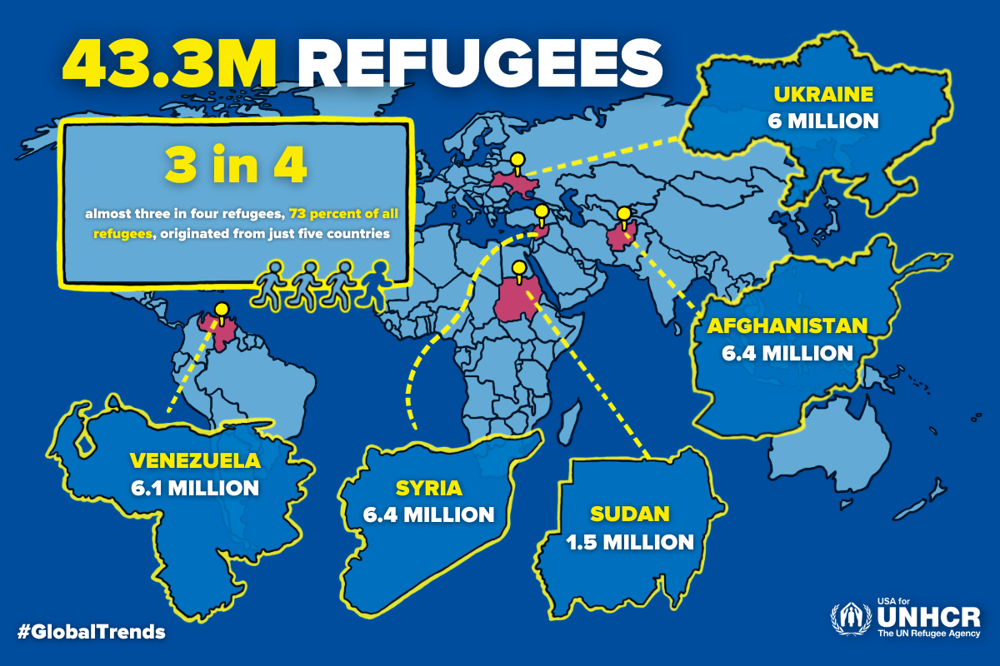 43.3M REFUGEES
3 in 4
almost three in four refugees, 73 percent of all
refugees, originated from just five countries
UKRAINE
6 MILLION
AFGHANISTAN
6.4 MILLION
VENEZUELA
6.1 MILLION
SYRIA
6.4 MILLION
SUDAN
1.5 MILLION
#GlobalTrends
USA for
UNHCR
The UN Refugee Agency